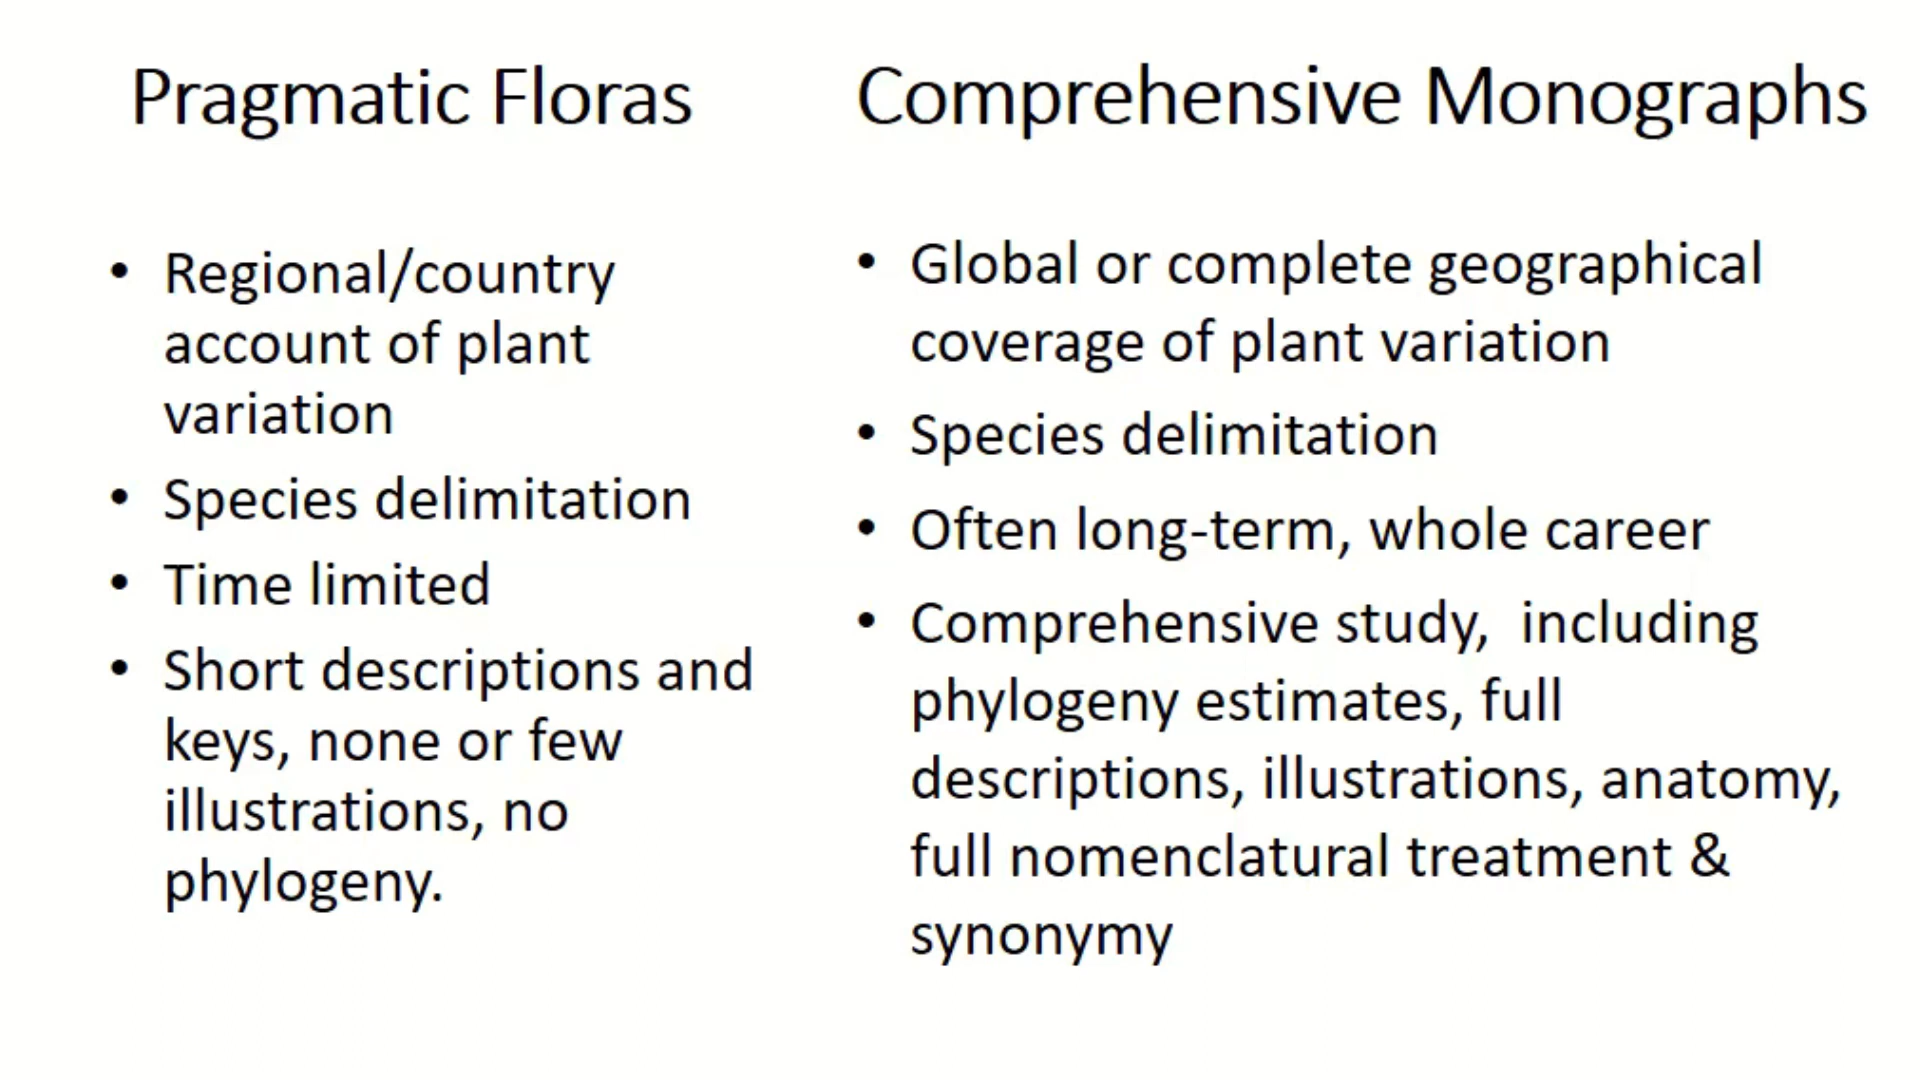 Pragmatic Floras
• Regional/country
account of plant
variation
• Species delimitation
• Time limited
• Short descriptions and
keys, none or few
illustrations, no
phylogeny.
Comprehensive Monographs
• Global or complete geographical
coverage of plant variation
• Species delimitation
• Often long-term, whole career
• Comprehensive study,  including
phylogeny estimates, full
descriptions, illustrations, anatomy,
full nomenclatural treatment &
synonymy